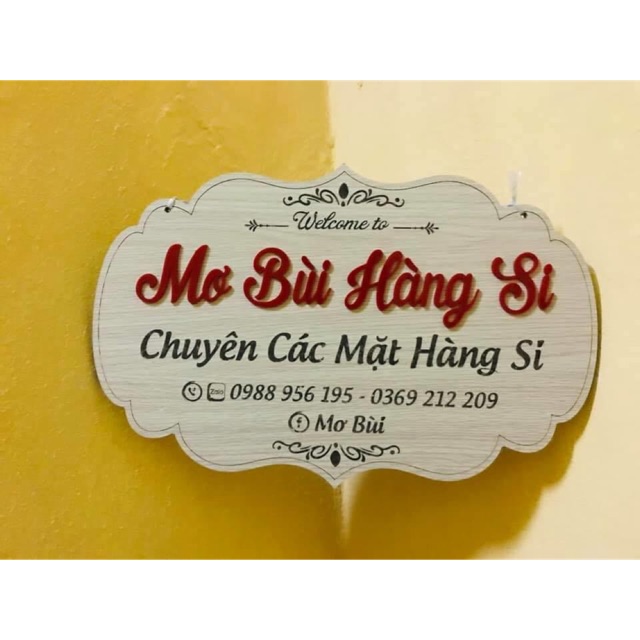 Welcome to
Mơ Bùi Hàng Si
Chuyên Các Mặt Hàng Si
Zalo 0988 956 195 - 0369 212 209
f Mơ Bùi